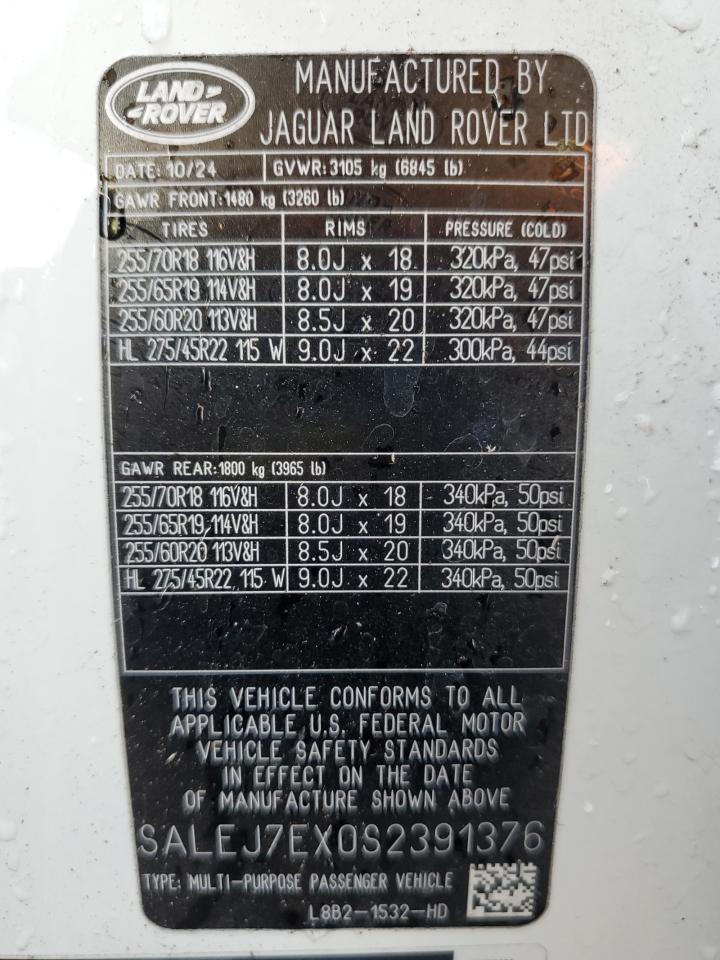 LAND ROVER
MANUFACTURED BY
JAGUAR LAND ROVER LTD
DATE: 10/24 GVWR: 3105 kg (6845 lb)
GAWR FRONT: 1480 kg (3260 lb)
TIRES RIMS PRESSURE (COLD)
255/70R18 116V&H 8.0J x 18 320kPa, 47psi
255/65R19 114V&H 8.0J x 19 320kPa, 47psi
255/60R20 113V&H 8.5J x 20 320kPa, 47psi
HL 275/45R22 115 W 9.0J x 22 300kPa, 44psi
GAWR REAR: 1800 kg (3965 lb)
255/70R18 116V&H 8.0J x 18 340kPa, 50psi
255/65R19 114V&H 8.0J x 19 340kPa, 50psi
255/60R20 113V&H 8.5J x 20 340kPa, 50psi
HL 275/45R22 115 W 9.0J x 22 340kPa, 50psi
THIS VEHICLE CONFORMS TO ALL
APPLICABLE U.S. FEDERAL MOTOR
VEHICLE SAFETY STANDARDS
IN EFFECT ON THE DATE
OF MANUFACTURE SHOWN ABOVE
SALEJ7EX0S2391376
TYPE: MULTI-PURPOSE PASSENGER VEHICLE
L8B2-1532-HD